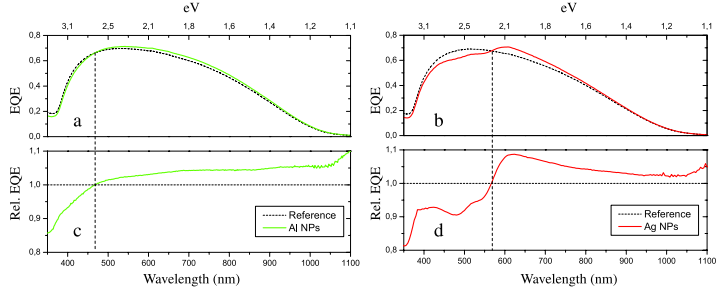 eV
eV
3,1 2,5 2,1 1,8 1,6 1,4 1,2 1,1
3,1 2,5 2,1 1,8 1,6 1,4 1,2 1,1
EQE
0,8
0,6
0,4
0,2
0,0
a
EQE
0,8
0,6
0,4
0,2
0,0
b
Rel. EQE
1,1
1,0
0,9
0,8
c
Reference
Al NPs
Rel. EQE
1,1
1,0
0,9
0,8
d
Reference
Ag NPs
400 500 600 700 800 900 1000 1100
400 500 600 700 800 900 1000 1100
Wavelength (nm)
Wavelength (nm)